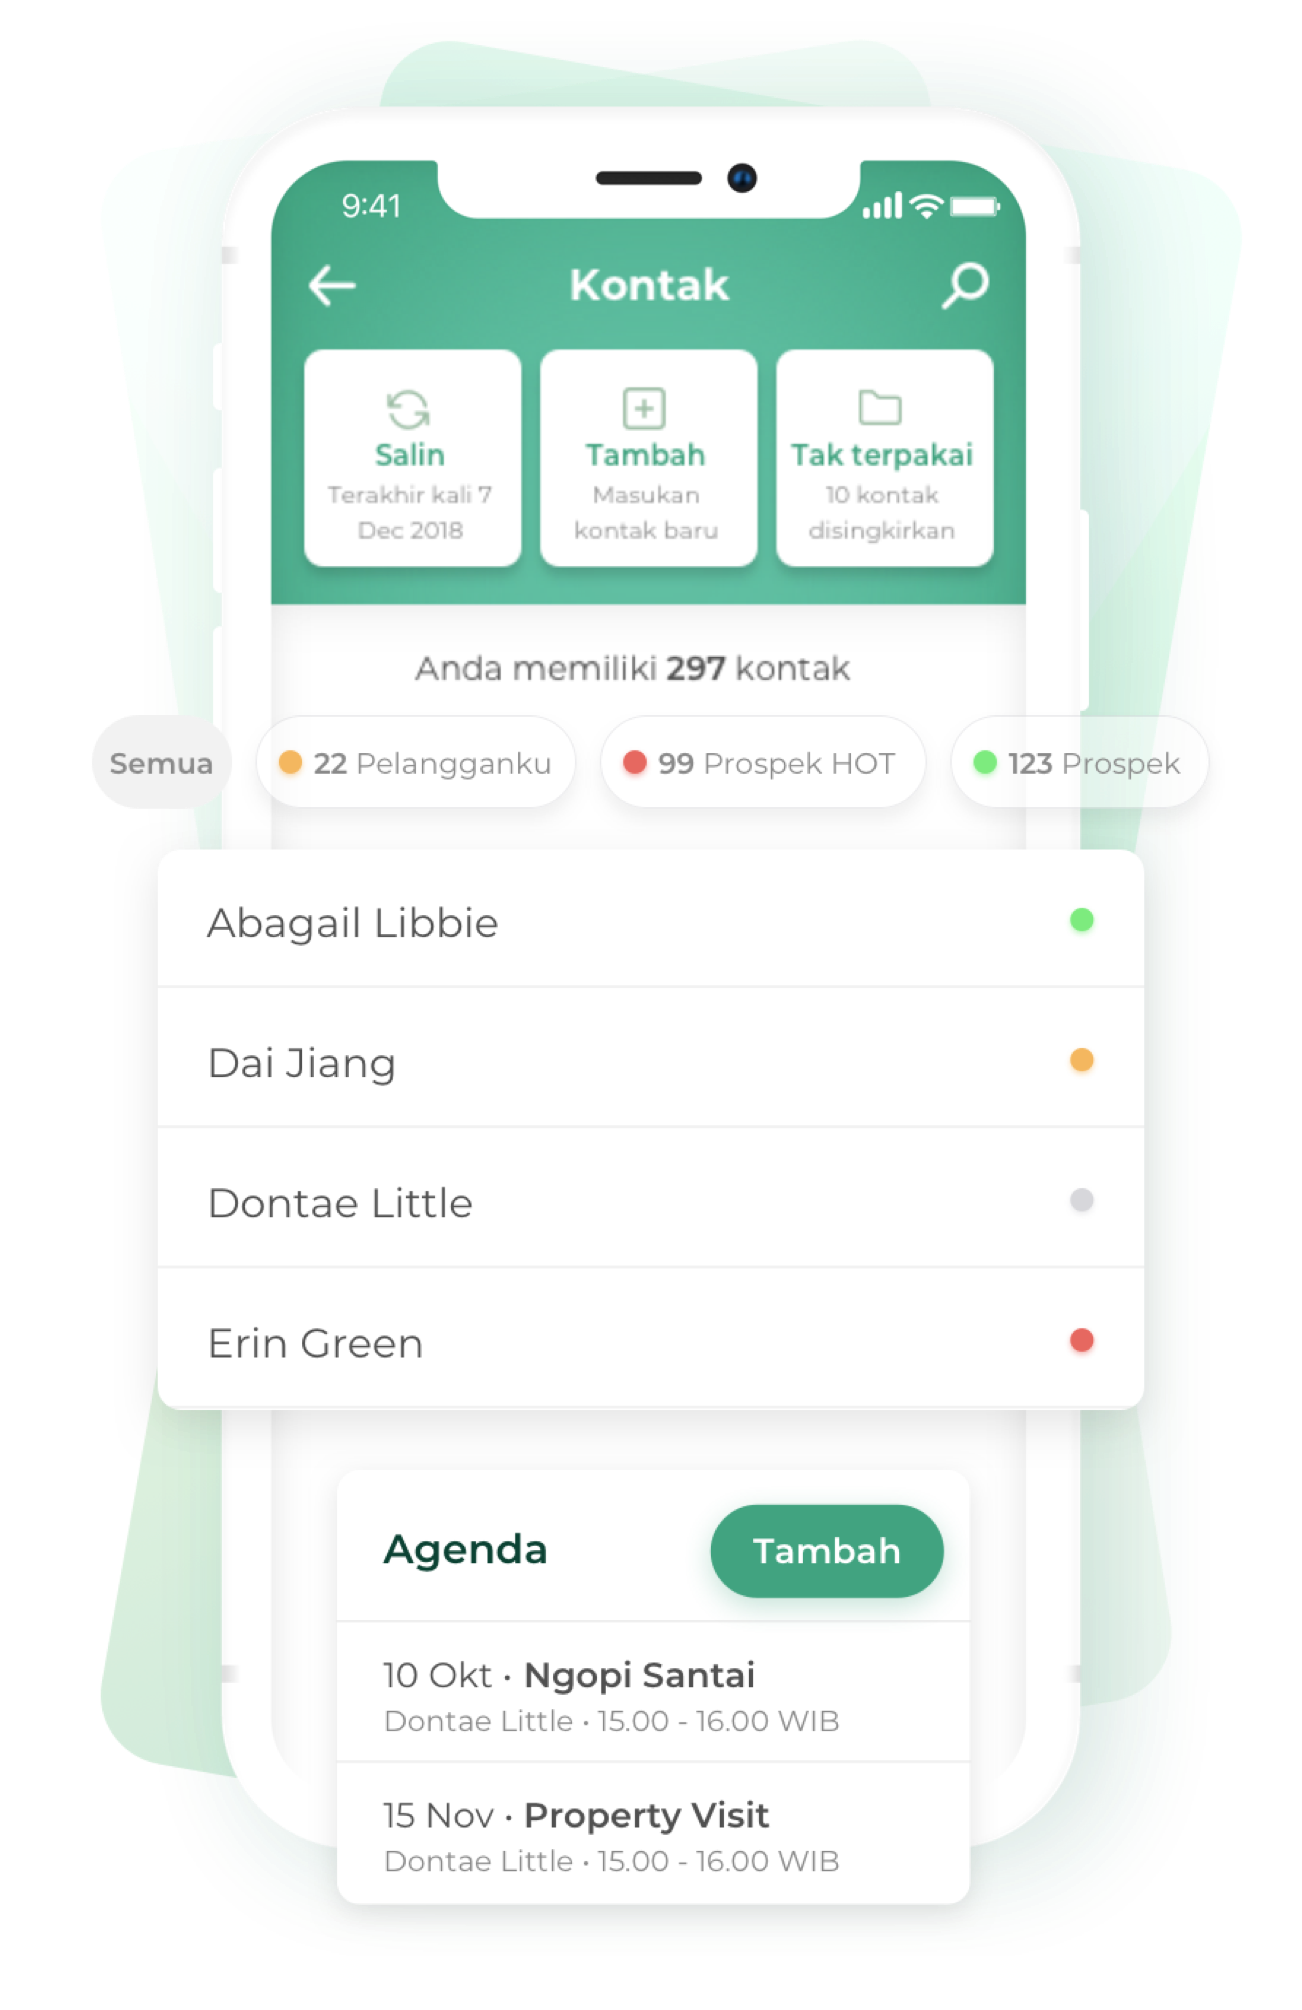 9:41
Kontak
Salin
Terakhir kali 7
Dec 2018
Tambah
Masukan
kontak baru
Tak terpakai
10 kontak
disingkirkan
Anda memiliki 297 kontak
Semua
22 Pelangganku
99 Prospek HOT
123 Prospek
Abagail Libbie
Dai Jiang
Dontae Little
Erin Green
Agenda
Tambah
10 Okt • Ngopi Santai
Dontae Little • 15.00 - 16.00 WIB
15 Nov • Property Visit
Dontae Little • 15.00 - 16.00 WIB